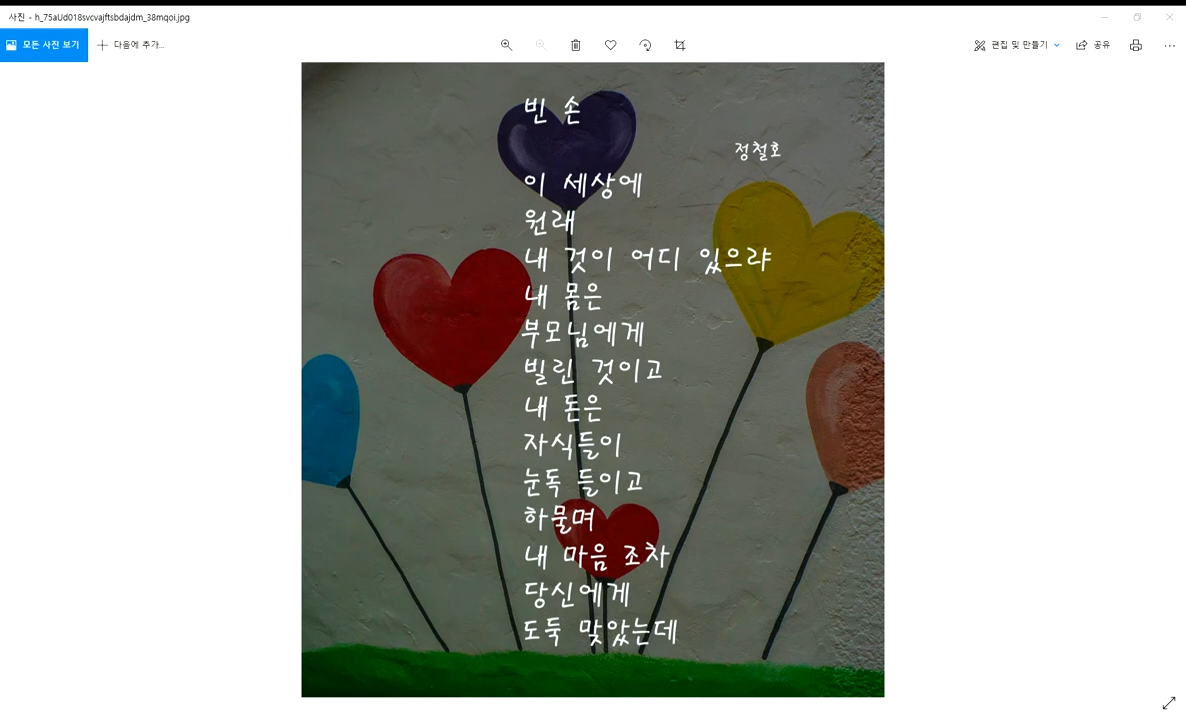 사진 - h_75aUd018svcvajftsbdajdm_38mqoi.jpg
모든 사진 보기
다음에 추가...
편집 및 만들기
공유
빈 손
정철호
이 세상에
원래
내 것이 어디 있으랴
내 몸은
부모님에게
빌린 것이고
내 돈은
자식들이
눈독 들이고
하물며
내 마음 조차
당신에게
도둑 맞았는데